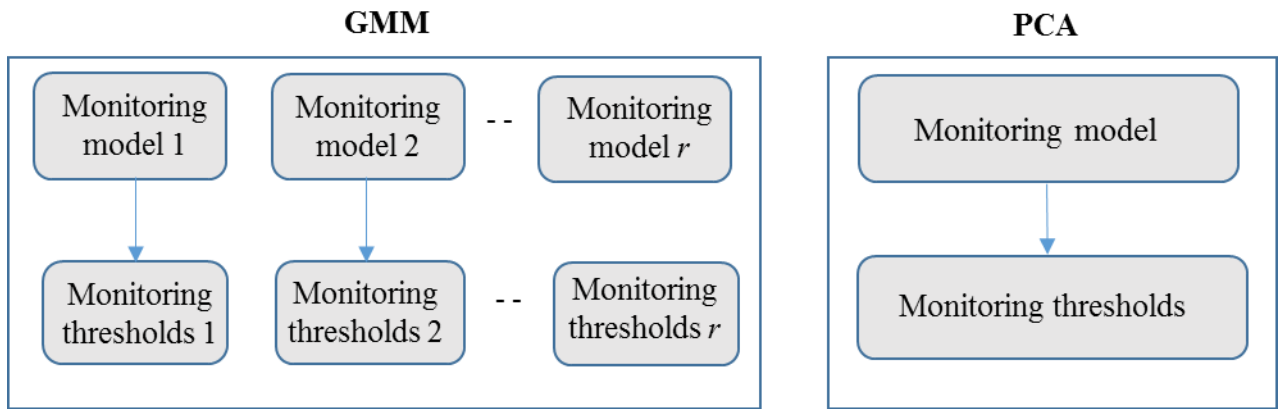 GMM
Monitoring
model 1
Monitoring
model 2
- -
Monitoring
model r
Monitoring
thresholds 1
Monitoring
thresholds 2
- -
Monitoring
thresholds r
PCA
Monitoring model
Monitoring thresholds